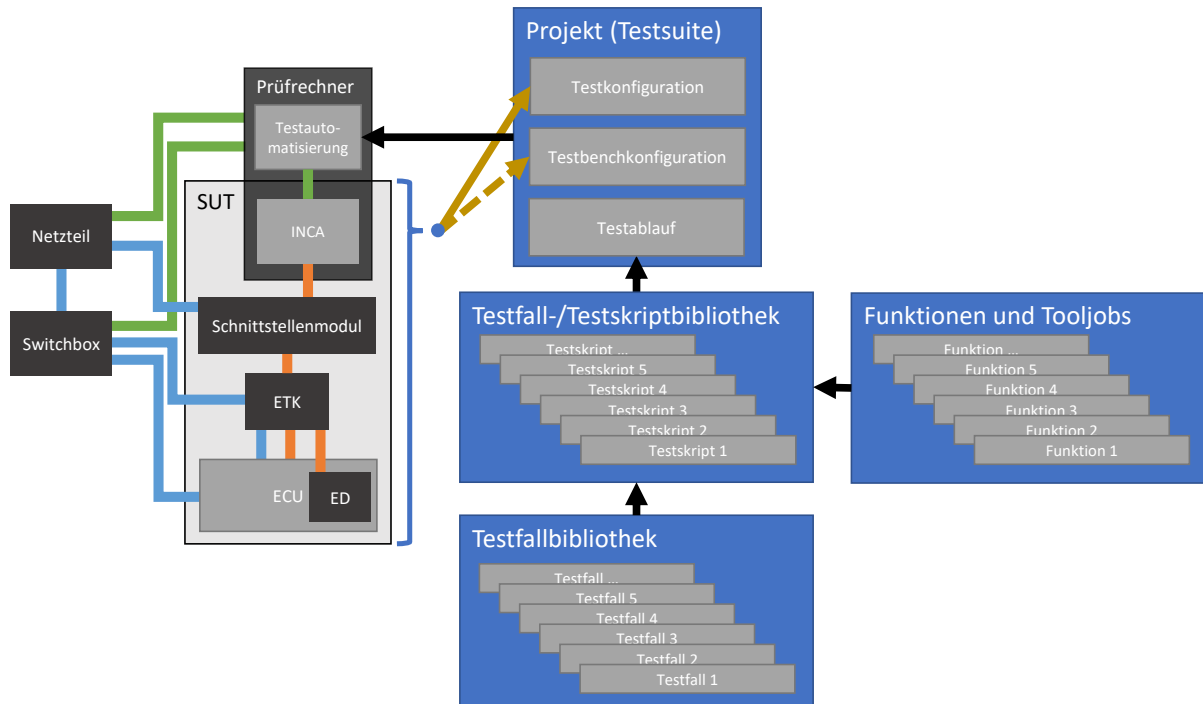 Prüfrechner
Testauto-
matisierung
SUT
INCA
Netzteil
Switchbox
Schnittstellenmodul
ETK
ECU
ED
Projekt (Testsuite)
Testkonfiguration
Testbenchkonfiguration
Testablauf
Testfall-/Testskriptbibliothek
Testskript ...
Testskript 5
Testskript 4
Testskript 3
Testskript 2
Testskript 1
Funktionen und Tooljobs
Funktion ...
Funktion 5
Funktion 4
Funktion 3
Funktion 2
Funktion 1
Testfallbibliothek
Testfall ...
Testfall 5
Testfall 4
Testfall 3
Testfall 2
Testfall 1